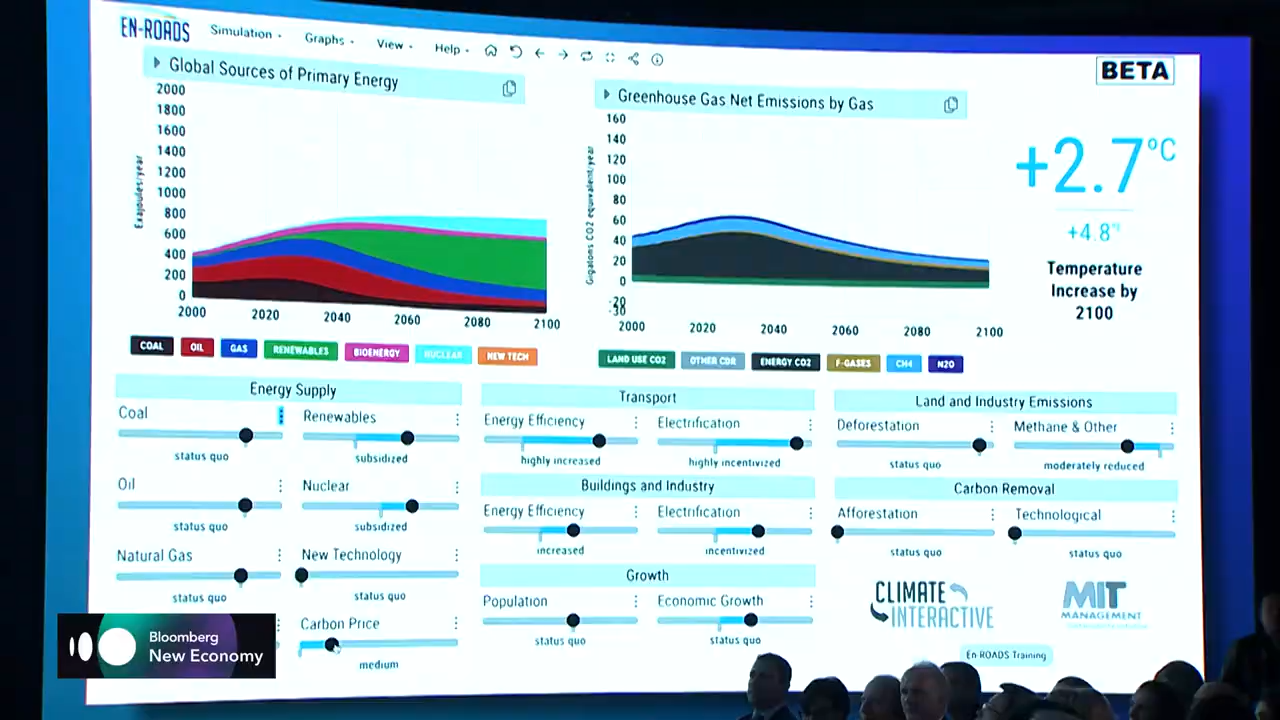 EN-ROADS
Simulation Graphs View Help
BETA
Global Sources of Primary Energy
2000
1800
1600
1400
1200
1000
800
600
400
200
0
Exajoules/year
2000 2020 2040 2060 2080 2100
COAL OIL GAS RENEWABLES BIOENERGY NUCLEAR NEW TECH
Greenhouse Gas Net Emissions by Gas
160
140
120
100
80
60
40
20
0
-20
-30
Gigatons CO2 equivalent/year
2000 2020 2040 2060 2080 2100
LAND USE CO2 OTHER CDR ENERGY CO2 F-GASES CH4 N2O
+2.7°C
+4.8°
Temperature
Increase by
2100
Energy Supply
Coal
status quo
Renewables
subsidized
Oil
status quo
Nuclear
subsidized
Natural Gas
status quo
New Technology
status quo
Carbon Price
medium
Transport
Energy Efficiency
highly increased
Electrification
highly incentivized
Buildings and Industry
Energy Efficiency
increased
Electrification
incentivized
Growth
Population
status quo
Economic Growth
status quo
Land and Industry Emissions
Deforestation
status quo
Methane & Other
moderately reduced
Carbon Removal
Afforestation
status quo
Technological
status quo
CLIMATE
INTERACTIVE
MIT
MANAGEMENT
En-ROADS Training
Bloomberg
New Economy